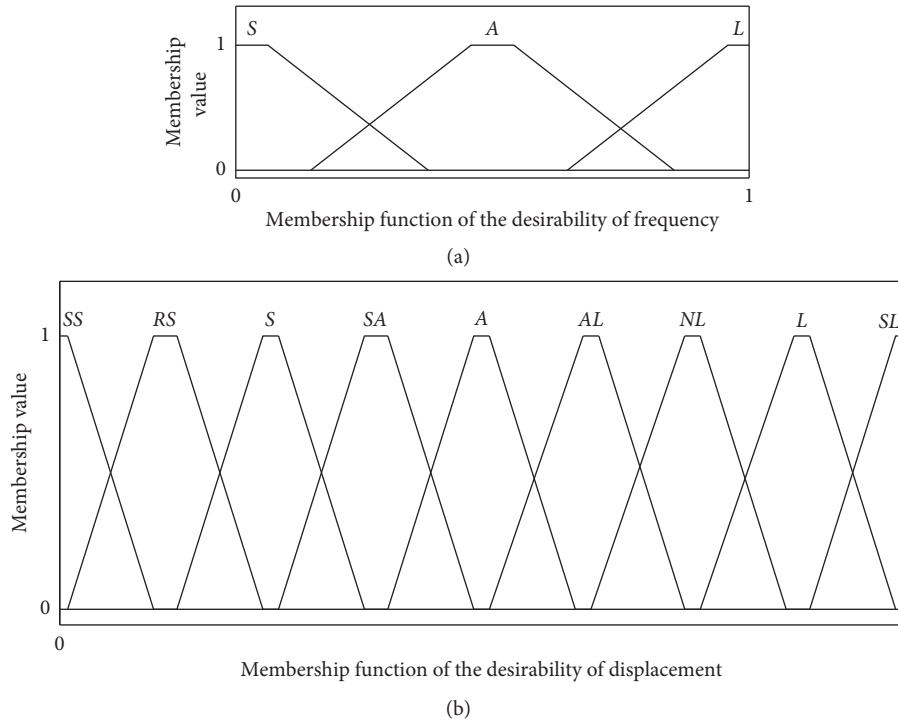 S A L
Membership
value
1
0
0 1
Membership function of the desirability of frequency
(a)
SS RS S SA A AL NL L SL
Membership value
1
0
0
Membership function of the desirability of displacement
(b)